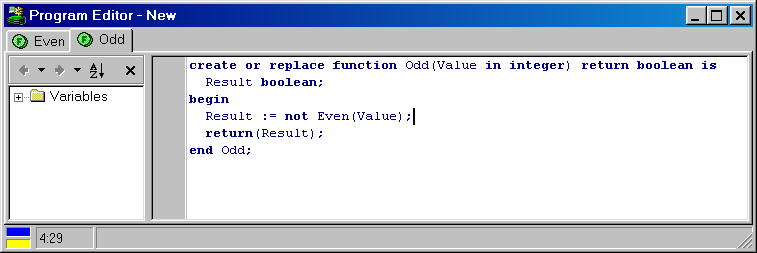 Program Editor - New
Even Odd
Variables
create or replace function Odd(Value in integer) return boolean is
  Result boolean;
begin
  Result := not Even(Value);
  return(Result);
end Odd;
4:29